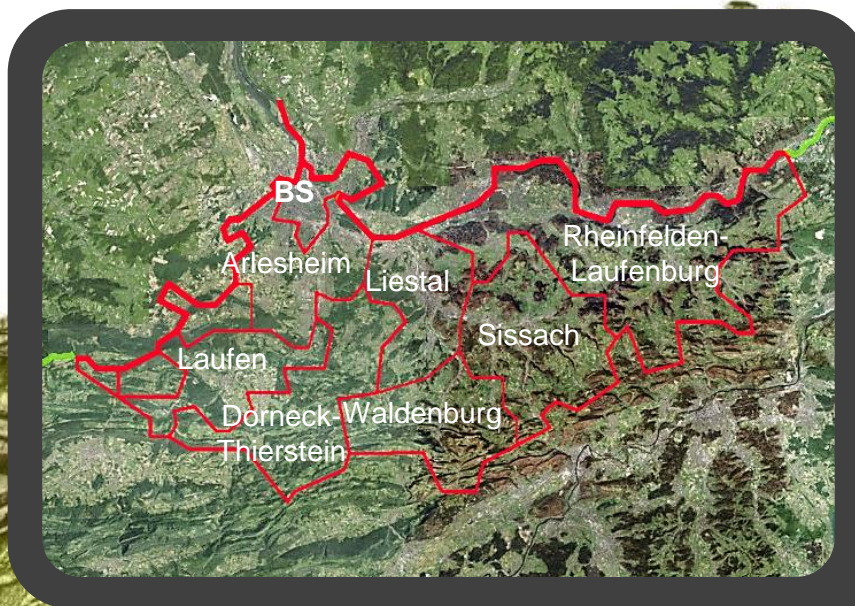 BS
Rheinfelden-
Laufenburg
Arlesheim
Liestal
Sissach
Laufen
Dorneck-
Thierstein
Waldenburg